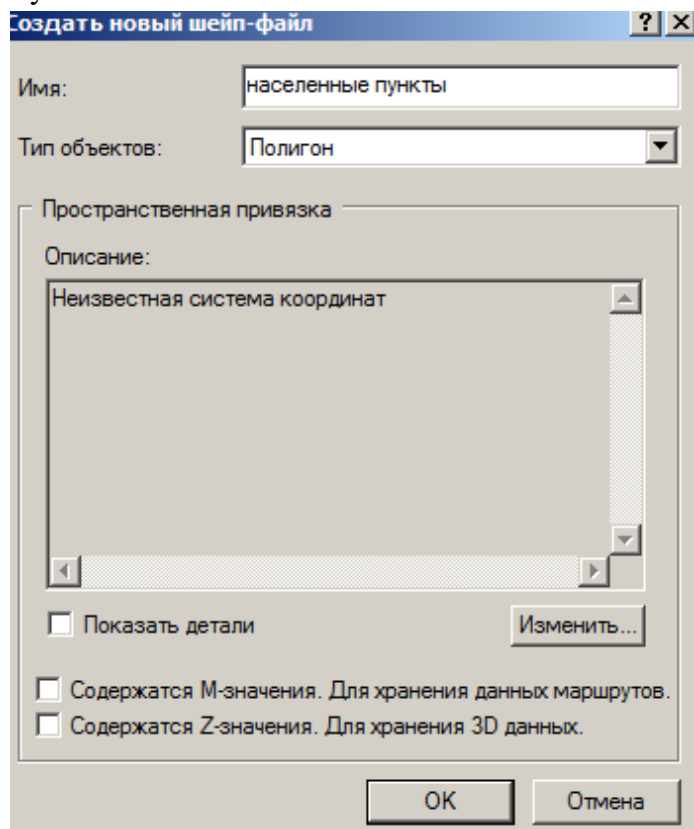 Создать новый шейп-файл
Имя: населенные пункты
Тип объектов: Полигон
Пространственная привязка
Описание:
Неизвестная система координат
Показать детали Изменить...
Содержатся М-значения. Для хранения данных маршрутов.
Содержатся Z-значения. Для хранения 3D данных.
OK Отмена